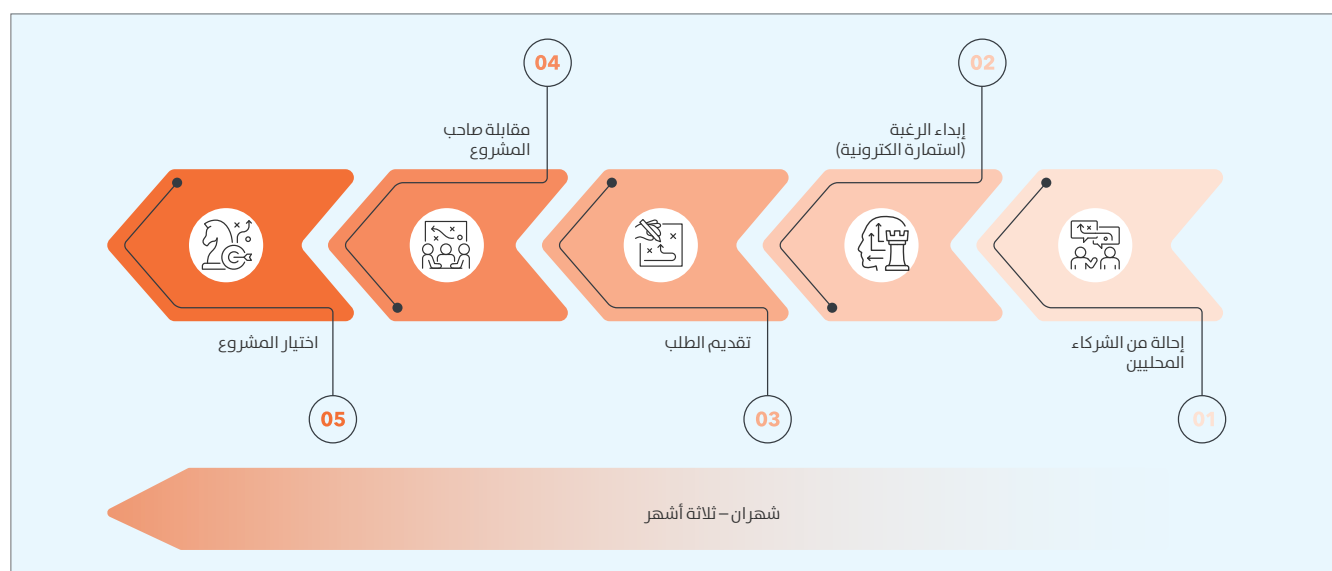 01
إحالة من الشركاء
المحليين
02
إبداء الرغبة
(استمارة الكترونية)
03
تقديم الطلب
04
مقابلة صاحب
المشروع
05
اختيار المشروع
شهران – ثلاثة أشهر